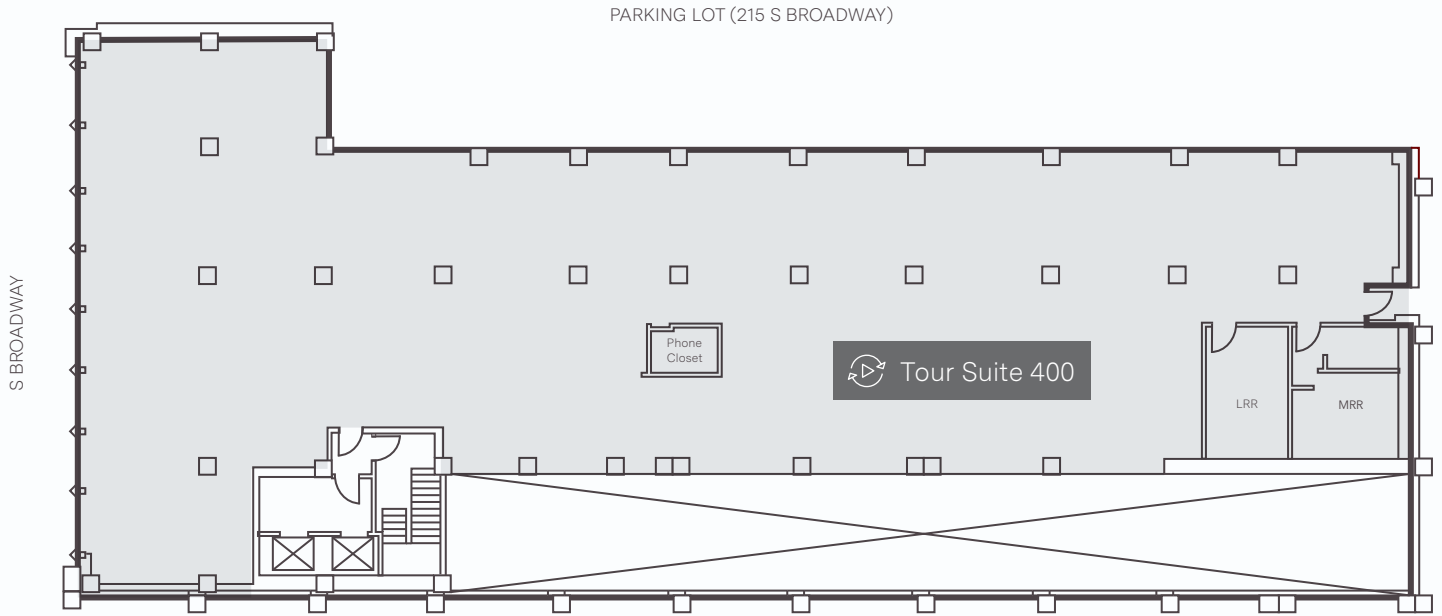 PARKING LOT (215 S BROADWAY)
S BROADWAY
Phone
Closet
Tour Suite 400
LRR
MRR